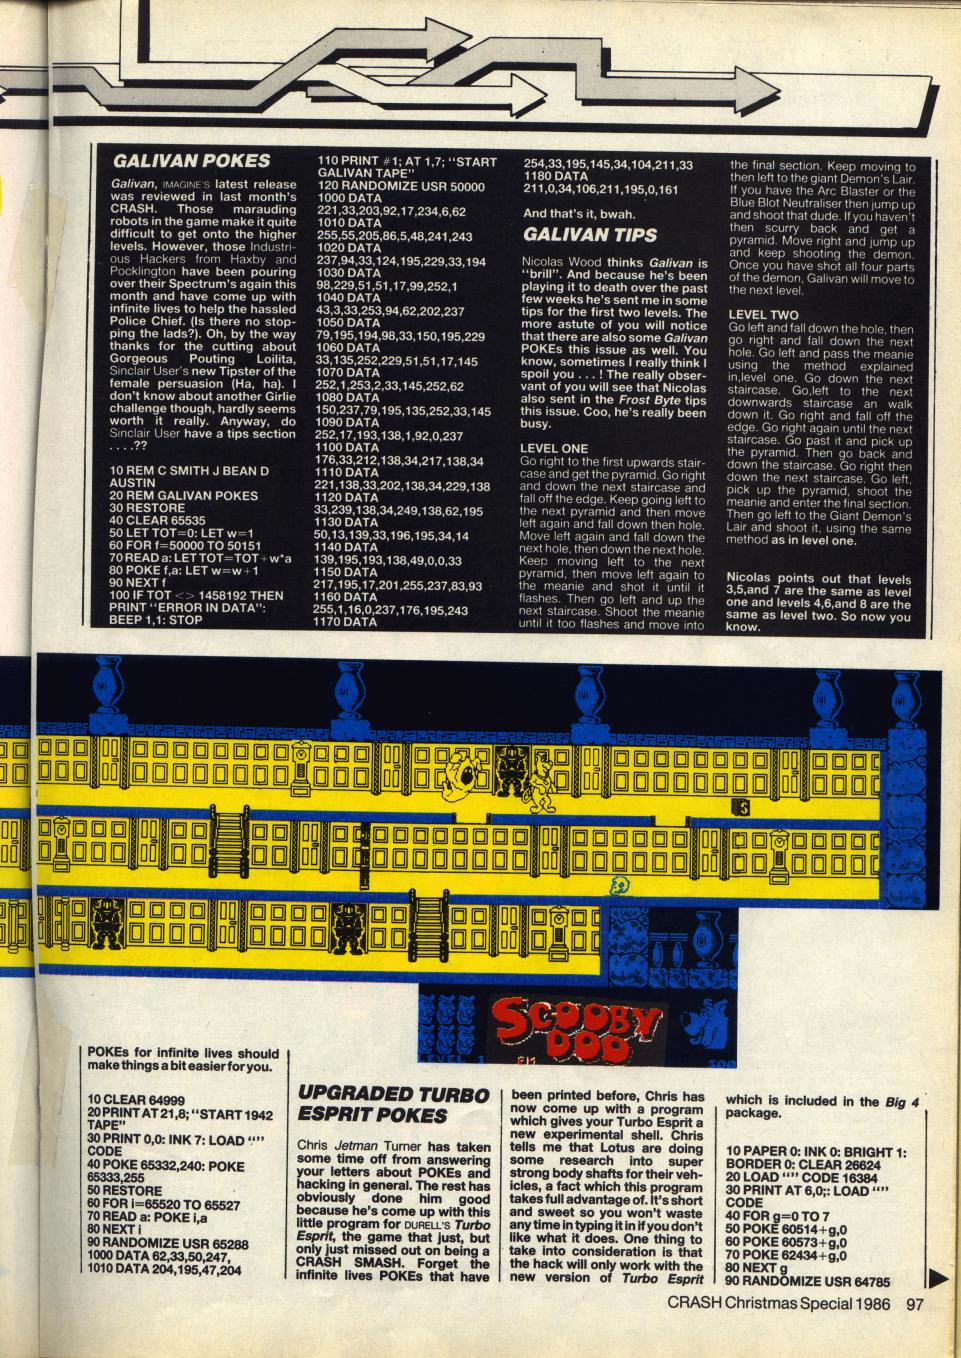 GALIVAN POKES
Galivan, IMAGINE'S latest release
was reviewed in last month's
CRASH. Those marauding
robots in the game make it quite
difficult to get onto the higher
levels. However, those Industri-
ous Hackers from Haxby and
Pocklington have been pouring
over their Spectrum's again this
month and have come up with
infinite lives to help the hassled
Police Chief. (Is there no stop-
ping the lads?). Oh, by the way
thanks for the cutting about
Gorgeous Pouting Loilita,
Sinclair User's new Tipster of the
female persuasion (Ha, ha). I
don't know about another Girlie
challenge though, hardly seems
worth it really. Anyway, do
Sinclair User have a tips section
. . . .??
10 REM C SMITH J BEAN D
AUSTIN
20 REM GALIVAN POKES
30 RESTORE
40 CLEAR 65535
50 LET TOT=0: LET w=1
60 FOR f=50000 TO 50151
70 READ a: LET TOT=TOT+w*a
80 POKE f,a: LET w=w+1
90 NEXT f
100 IF TOT <> 1458192 THEN
PRINT "ERROR IN DATA":
BEEP 1,1: STOP
110 PRINT #1; AT 1,7; "START
GALIVAN TAPE"
120 RANDOMIZE USR 50000
1000 DATA
221,33,203,92,17,234,6,62
1010 DATA
255,55,205,86,5,48,241,243
1020 DATA
237,94,33,124,195,229,33,194
1030 DATA
98,229,51,51,17,99,252,1
1040 DATA
43,3,33,253,94,62,202,237
1050 DATA
79,195,194,98,33,150,195,229
1060 DATA
33,135,252,229,51,51,17,145
1070 DATA
252,1,253,2,33,145,252,62
1080 DATA
150,237,79,195,135,252,33,145
1090 DATA
252,17,193,138,1,92,0,237
1100 DATA
176,33,212,138,34,217,138,34
1110 DATA
221,138,33,202,138,34,229,138
1120 DATA
33,239,138,34,249,138,62,195
1130 DATA
50,13,139,33,196,195,34,14
1140 DATA
139,195,193,138,49,0,0,33
1150 DATA
217,195,17,201,255,237,83,93
1160 DATA
255,1,16,0,237,176,195,243
1170 DATA
254,33,195,145,34,104,211,33
1180 DATA
211,0,34,106,211,195,0,161
And that's it, bwah.
GALIVAN TIPS
Nicolas Wood thinks Galivan is
"brill". And because he's been
playing it to death over the past
few weeks he's sent me in some
tips for the first two levels. The
more astute of you will notice
that there are also some Galivan
POKEs this issue as well. You
know, sometimes I really think I
spoil you . . . ! The really obser-
vant of you will see that Nicolas
also sent in the Frost Byte tips
this issue. Coo, he's really been
busy.
LEVEL ONE
Go right to the first upwards stair-
case and get the pyramid. Go right
and down the next staircase and
fall off the edge. Keep going left to
the next pyramid and then move
left again and fall down then hole.
Move left again and fall down the
next hole, then down the next hole.
Keep moving left to the next
pyramid, then move left again to
the meanie and shot it until it
flashes. Then go left and up the
next staircase. Shoot the meanie
until it too flashes and move into
the final section. Keep moving to
then left to the giant Demon's Lair.
If you have the Arc Blaster or the
Blue Blot Neutraliser then jump up
and shoot that dude. If you haven't
then scurry back and get a
pyramid. Move right and jump up
and keep shooting the demon.
Once you have shot all four parts
of the demon, Galivan will move to
the next level.
LEVEL TWO
Go left and fall down the hole, then
go right and fall down the next
hole. Go left and pass the meanie
using the method explained
in,level one. Go down the next
staircase. Go,left to the next
downwards staircase an walk
down it. Go right and fall off the
edge. Go right again until the next
staircase. Go past it and pick up
the pyramid. Then go back and
down the staircase. Go right then
down the next staircase. Go left,
pick up the pyramid, shoot the
meanie and enter the final section.
Then go left to the Giant Demon's
Lair and shoot it, using the same
method as in level one.
Nicolas points out that levels
3,5,and 7 are the same as level
one and levels 4,6,and 8 are the
same as level two. So now you
know.
SCOOBY
DOO
LEVEL 1
POKEs for infinite lives should
make things a bit easier for you.
10 CLEAR 64999
20 PRINT AT 21,8; "START 1942
TAPE"
30 PRINT 0,0: INK 7: LOAD ""
CODE
40 POKE 65332,240: POKE
65333,255
50 RESTORE
60 FOR i=65520 TO 65527
70 READ a: POKE i,a
80 NEXT i
90 RANDOMIZE USR 65288
1000 DATA 62,33,50,247,
1010 DATA 204,195,47,204
UPGRADED TURBO
ESPRIT POKES
Chris Jetman Turner has taken
some time off from answering
your letters about POKEs and
hacking in general. The rest has
obviously done him good
because he's come up with this
little program for DURELL'S Turbo
Esprit, the game that just, but
only just missed out on being a
CRASH SMASH. Forget the
infinite lives POKEs that have
been printed before, Chris has
now come up with a program
which gives your Turbo Esprit a
new experimental shell. Chris
tells me that Lotus are doing
some research into super
strong body shafts for their veh-
icles, a fact which this program
takes full advantage of. It's short
and sweet so you won't waste
any time in typing it in if you don't
like what it does. One thing to
take into consideration is that
the hack will only work with the
new version of Turbo Esprit
which is included in the Big 4
package.
10 PAPER 0: INK 0: BRIGHT 1:
BORDER 0: CLEAR 26624
20 LOAD "" CODE 16384
30 PRINT AT 6,0;: LOAD ""
CODE
40 FOR g=0 TO 7
50 POKE 60514+g,0
60 POKE 60573+g,0
70 POKE 62434+g,0
80 NEXT g
90 RANDOMIZE USR 64785
CRASH Christmas Special 1986 97